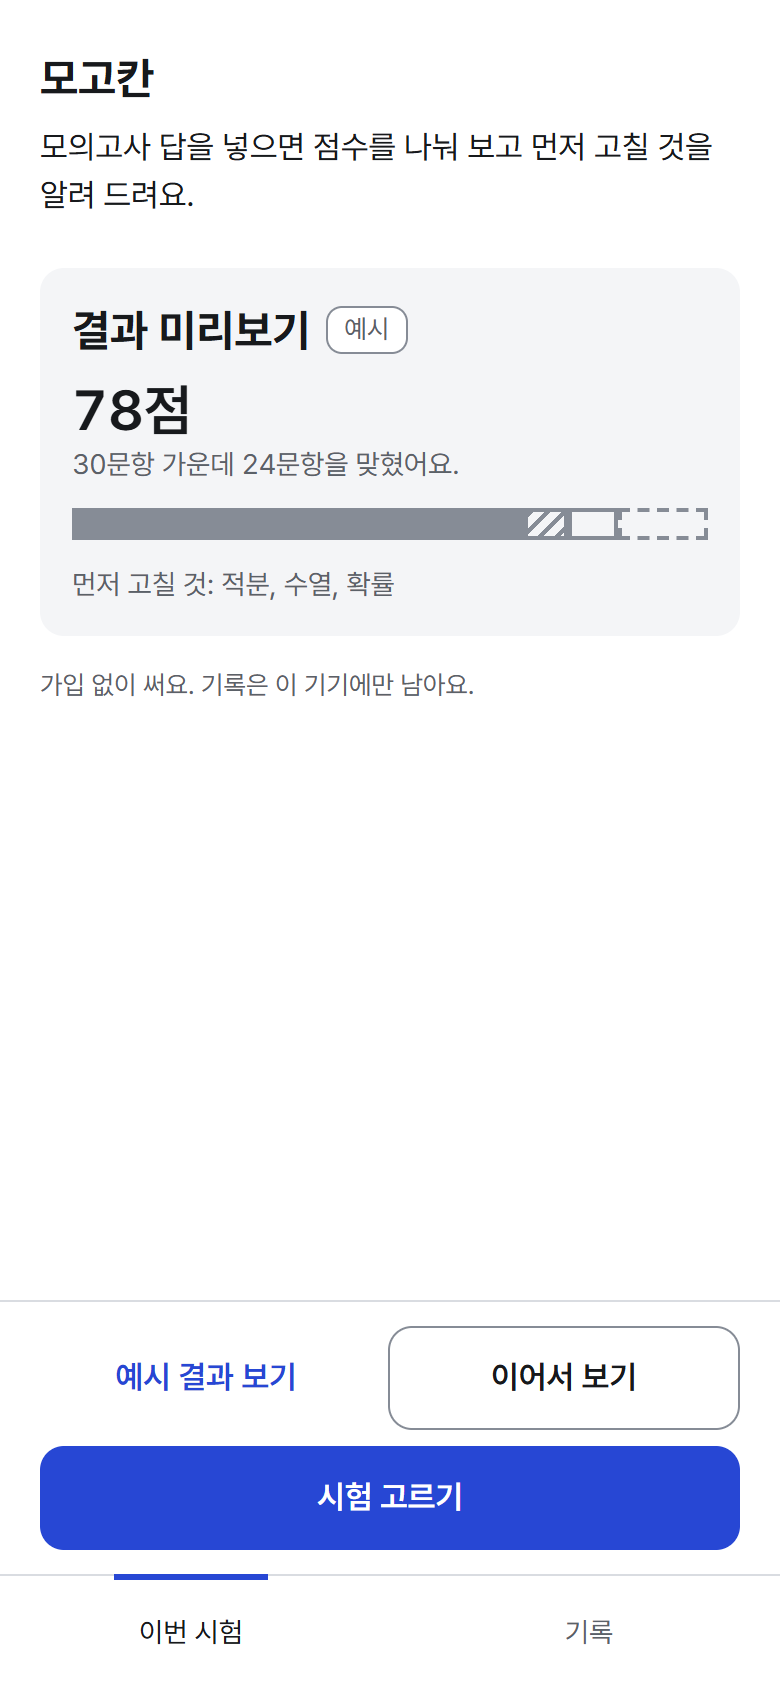 모고칸
모의고사 답을 넣으면 점수를 나눠 보고 먼저 고칠 것을
알려 드려요.
결과 미리보기 예시
78점
30문항 가운데 24문항을 맞혔어요.
먼저 고칠 것: 적분, 수열, 확률
가입 없이 써요. 기록은 이 기기에만 남아요.
예시 결과 보기 이어서 보기
시험 고르기
이번 시험 기록